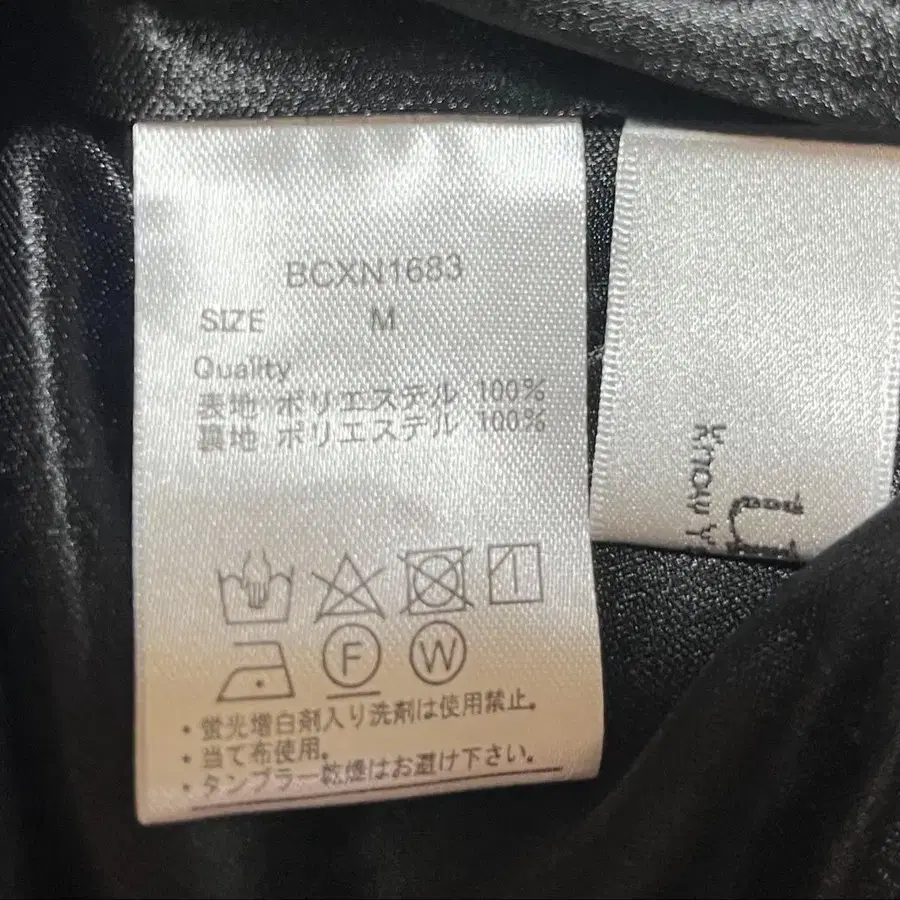 BCXN1683
SIZE M
Quality
表地 ポリエステル 100%
裏地 ポリエステル 100%
F
W
・蛍光増白剤入り洗剤は使用禁止。
・当て布使用。
・タンブラー乾燥はお避け下さい。
Know